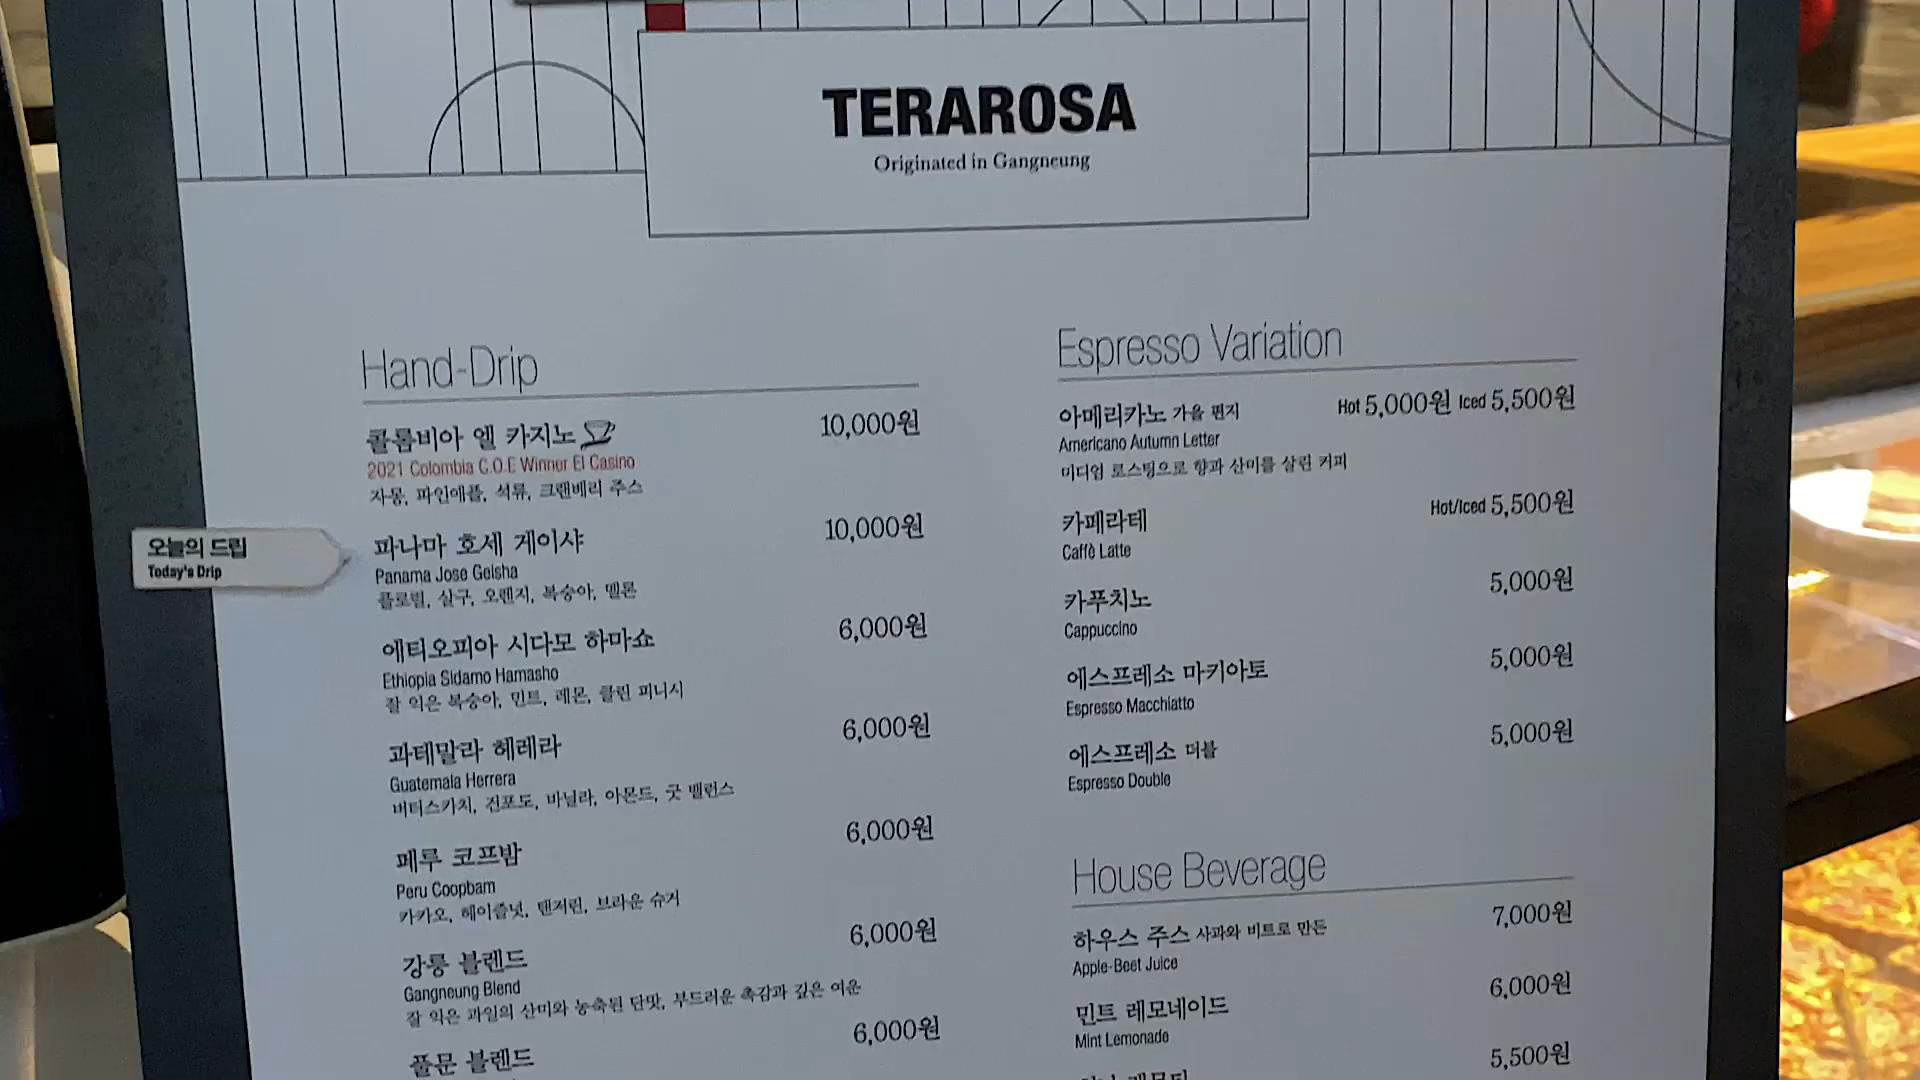 TERAROSA
Originated in Gangneung
Hand-Drip
콜롬비아 엘 카지노 10,000원
2021 Colombia C.O.E Winner El Casino
자몽, 파인애플, 석류, 크랜베리 주스
오늘의 드립
Today's Drip
파나마 호세 게이샤 10,000원
Panama Jose Geisha
플로럴, 살구, 오렌지, 복숭아, 멜론
에티오피아 시다모 하마쇼 6,000원
Ethiopia Sidamo Hamasho
잘 익은 복숭아, 민트, 레몬, 클린 피니시
과테말라 헤레라 6,000원
Guatemala Herrera
버터스카치, 건포도, 바닐라, 아몬드, 굿 밸런스
페루 코프밤 6,000원
Peru Coopbam
카카오, 헤이즐넛, 탠저린, 브라운 슈거
강릉 블렌드 6,000원
Gangneung Blend
잘 익은 과일의 산미와 농축된 단맛, 부드러운 촉감과 깊은 여운
풀문 블렌드 6,000원
Espresso Variation
아메리카노 가을 편지 Hot 5,000원 Iced 5,500원
Americano Autumn Letter
미디엄 로스팅으로 향과 산미를 살린 커피
카페라테 Hot/Iced 5,500원
Caffè Latte
카푸치노 5,000원
Cappuccino
에스프레소 마키아토 5,000원
Espresso Macchiatto
에스프레소 더블 5,000원
Espresso Double
House Beverage
하우스 주스 사과와 비트로 만든 7,000원
Apple-Beet Juice
민트 레모네이드 6,000원
Mint Lemonade
5,500원